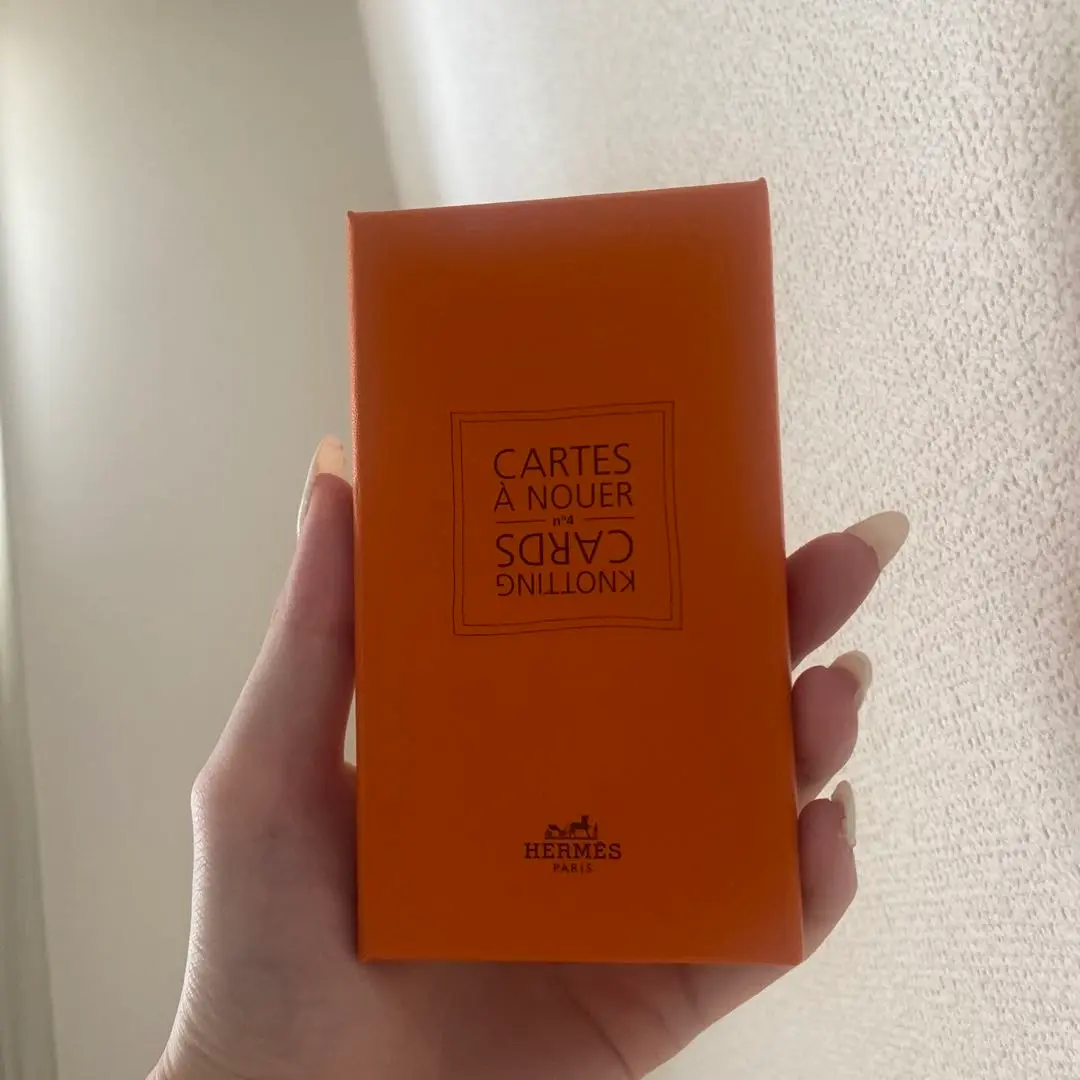 CARTES
À NOUER
n°4
KNOTTING
CARDS
HERMÈS
PARIS